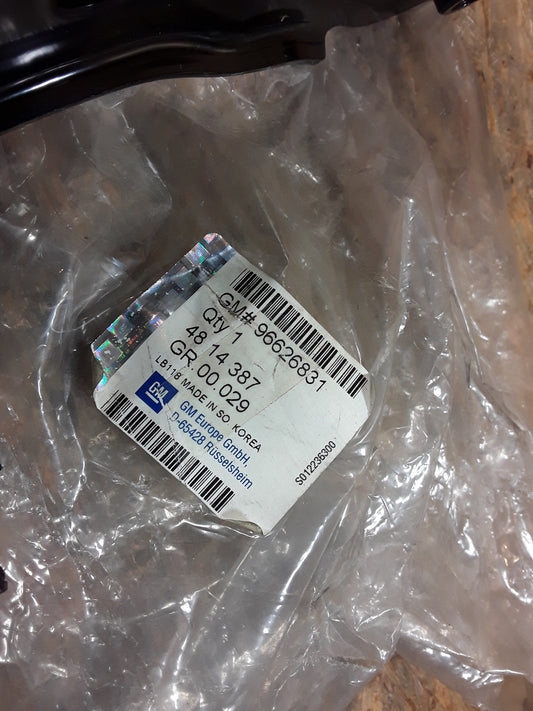 GM# 96626831
Qty 1
48 14 387
GR. 00 029
LB118 MADE IN SO. KOREA
GM
GM Europe GmbH,
D-65428 Rüsselsheim
S012236300